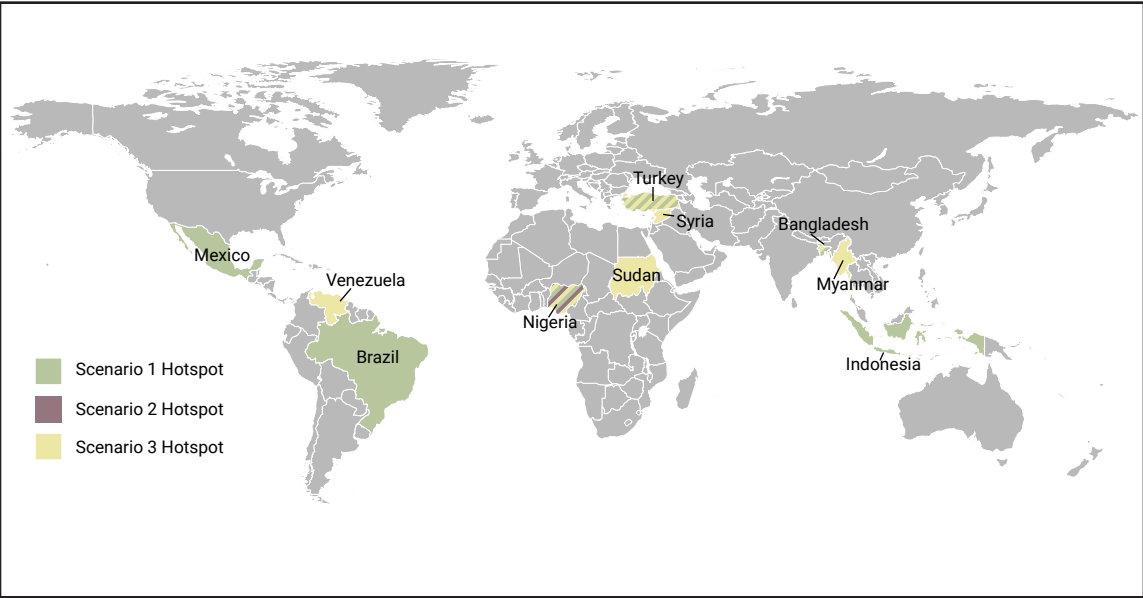 Turkey
Syria
Bangladesh
Mexico
Sudan
Venezuela
Myanmar
Nigeria
Brazil
Indonesia
Scenario 1 Hotspot
Scenario 2 Hotspot
Scenario 3 Hotspot